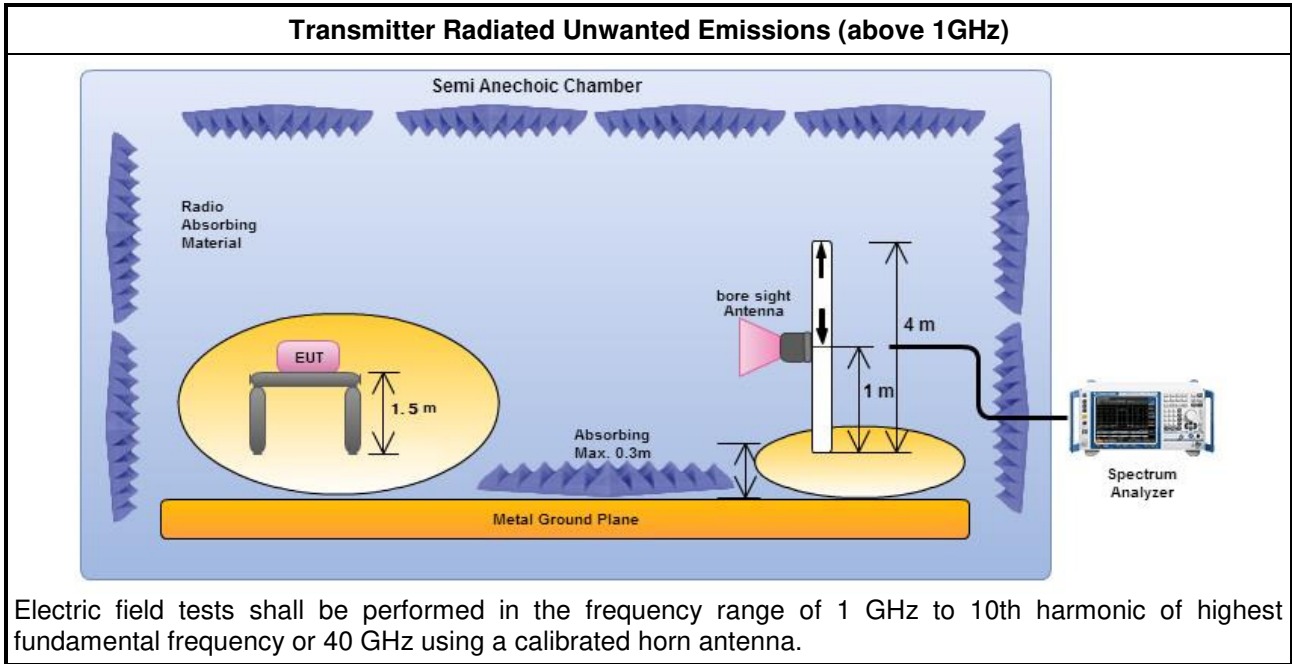 Transmitter Radiated Unwanted Emissions (above 1GHz)
Semi Anechoic Chamber
Radio
Absorbing
Material
bore sight
Antenna
4 m
EUT
1 m
1. 5 m
Absorbing
Max. 0.3m
Spectrum
Analyzer
Metal Ground Plane
Electric field tests shall be performed in the frequency range of 1 GHz to 10th harmonic of highest
fundamental frequency or 40 GHz using a calibrated horn antenna.